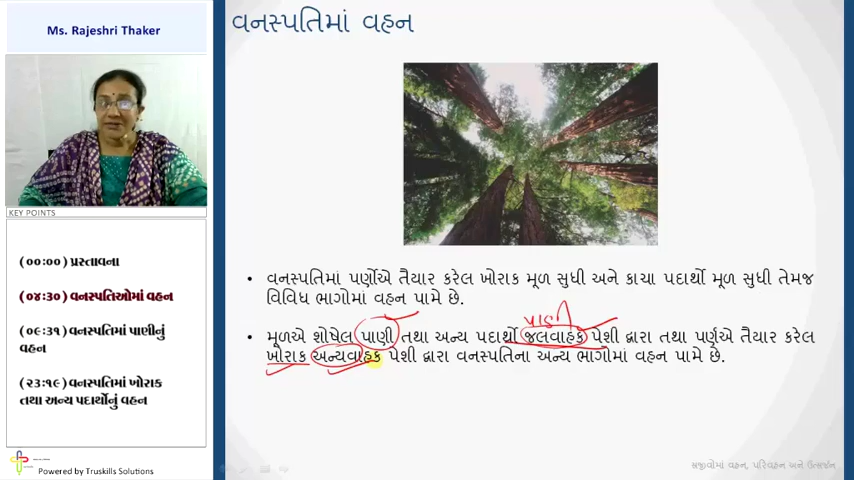 Ms. Rajeshri Thaker
KEY POINTS
(૦૦:૦૦) પ્રસ્તાવના
(૦૪:૩૦) વનસ્પતિઓમાં વહન
(૦૯:૩૧) વનસ્પતિમાં પાણીનું
વહન
(૨૩:૧૯) વનસ્પતિમાં ખોરાક
તથા અન્ય પદાર્થોનું વહન
Powered by Truskills Solutions
વનસ્પતિમાં વહન
• વનસ્પતિમાં પર્ણોએ તૈયાર કરેલ ખોરાક મૂળ સુધી અને કાચા પદાર્થો મૂળ સુધી તેમજ
વિવિધ ભાગોમાં વહન પામે છે.
પાણી
• મૂળએ શોષેલ પાણી તથા અન્ય પદાર્થો જલવાહક પેશી દ્વારા તથા પર્ણએ તૈયાર કરેલ
ખોરાક અન્યવાહક પેશી દ્વારા વનસ્પતિના અન્ય ભાગોમાં વહન પામે છે.
સજીવોમાં વહન, પરિવહન અને ઉત્સર્જન